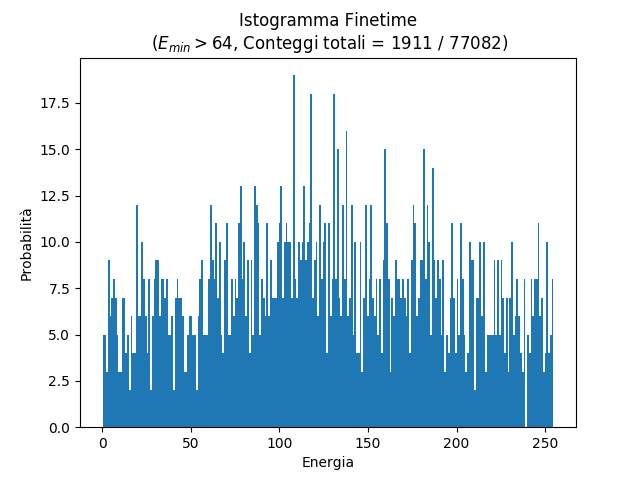 Istogramma Finetime
(E_min > 64, Conteggi totali = 1911 / 77082)
17.5
15.0
12.5
10.0
7.5
5.0
2.5
0.0
Probabilità
0 50 100 150 200 250
Energia